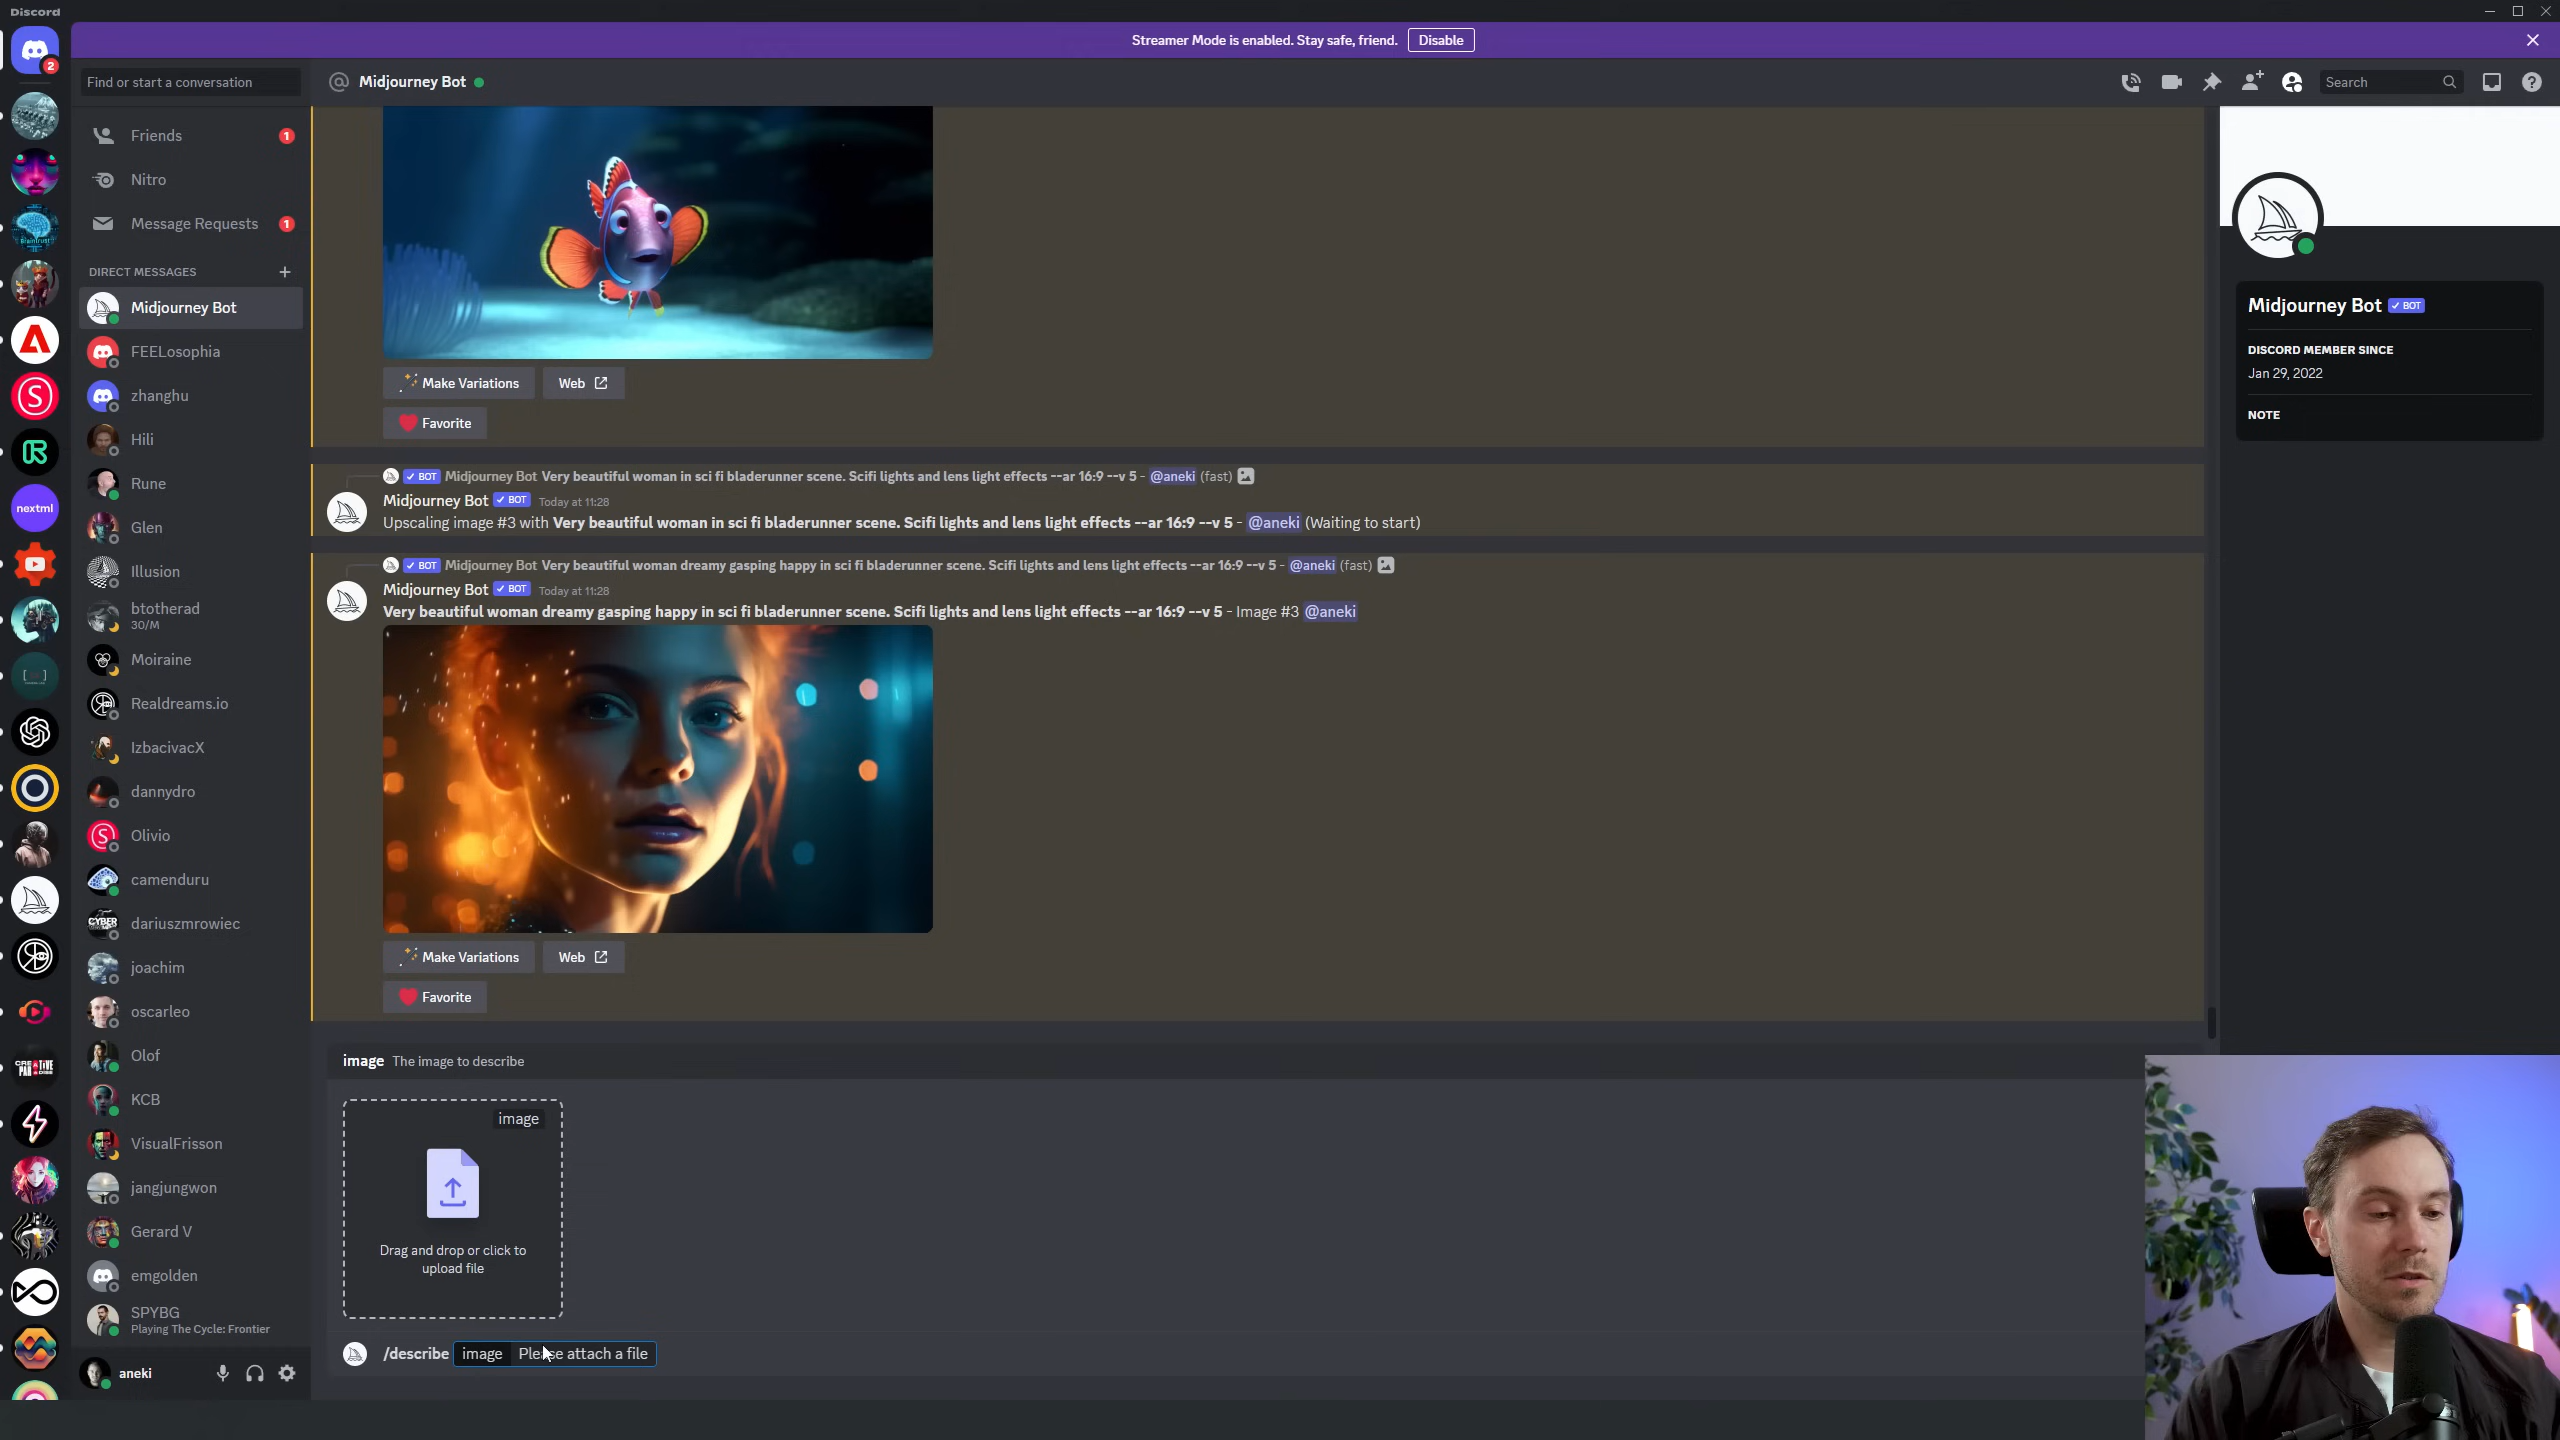 Discord
2
Streamer Mode is enabled. Stay safe, friend. Disable
Find or start a conversation
Midjourney Bot
Search
Friends 1
Nitro
Message Requests 1
DIRECT MESSAGES +
Midjourney Bot
FEELosophia
zhanghu
Hili
Rune
Glen
Illusion
btotherad
30/M
Moiraine
Realdreams.io
IzbacivacX
dannydro
Olivio
camenduru
dariuszmrowiec
joachim
oscarleo
Olof
KCB
VisualFrisson
jangjungwon
Gerard V
emgolden
SPYBG
Playing The Cycle: Frontier
aneki
nextml
CYBER
Make Variations Web
Favorite
BOT Midjourney Bot Very beautiful woman in sci fi bladerunner scene. Scifi lights and lens light effects --ar 16:9 --v 5 - @aneki (fast)
Midjourney Bot BOT Today at 11:28
Upscaling image #3 with Very beautiful woman in sci fi bladerunner scene. Scifi lights and lens light effects --ar 16:9 --v 5 - @aneki (Waiting to start)
BOT Midjourney Bot Very beautiful woman dreamy gasping happy in sci fi bladerunner scene. Scifi lights and lens light effects --ar 16:9 --v 5 - @aneki (fast)
Midjourney Bot BOT Today at 11:28
Very beautiful woman dreamy gasping happy in sci fi bladerunner scene. Scifi lights and lens light effects --ar 16:9 --v 5 - Image #3 @aneki
Make Variations Web
Favorite
image The image to describe
image
Drag and drop or click to
upload file
/describe image Please attach a file
Midjourney Bot BOT
DISCORD MEMBER SINCE
Jan 29, 2022
NOTE